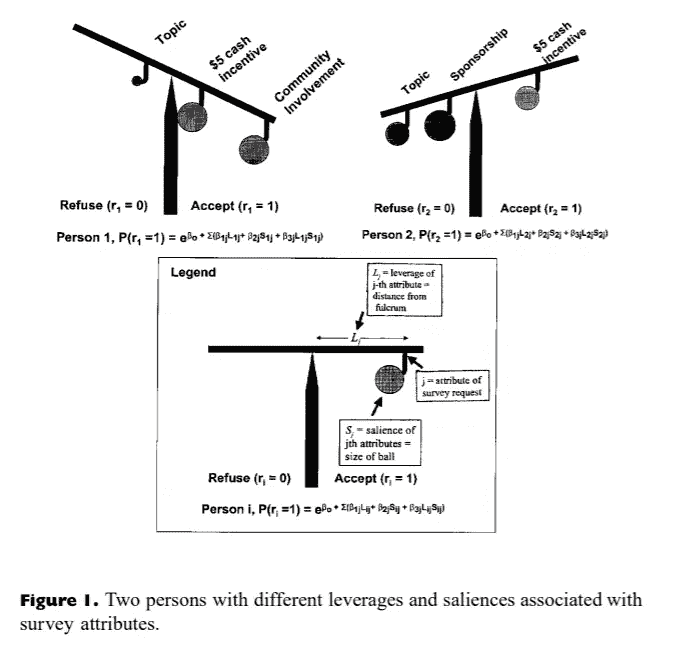 Topic
$5 cash
incentive
Community
Involvement
Refuse (r₁ = 0) Accept (r₁ = 1)
Person 1, P(r₁ =1) = eᵝ⁰ ⁺ Σ(β1jL1j+ β2jS1j + β3jL1jS1j)
Topic
Sponsorship
$5 cash
incentive
Refuse (r₂ = 0) Accept (r₂ = 1)
Person 2, P(r₂ =1) = eᵝ⁰ ⁺ Σ(β1jL2j+ β2jS2j + β3jL2jS2j)
Legend
Lⱼ = leverage of
j-th attribute =
distance from
fulcrum
Lⱼ
j = attribute of
survey request
Sⱼ = salience of
jth attributes =
size of ball
Refuse (rᵢ = 0) Accept (rᵢ = 1)
Person i, P(rᵢ =1) = eᵝ⁰ ⁺ Σ(β1jLij+ β2jSij + β3jLijSij)
Figure 1. Two persons with different leverages and saliences associated with
survey attributes.